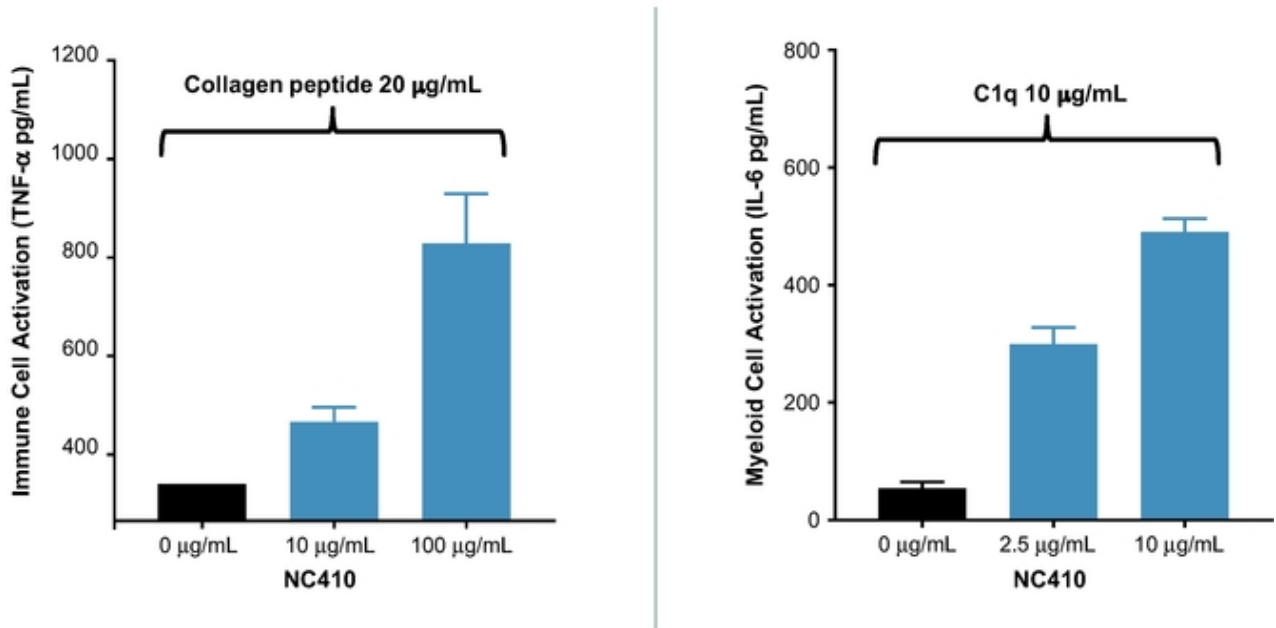 Immune Cell Activation (TNF-α pg/mL)
1200
1000
800
600
400
Collagen peptide 20 µg/mL
0 µg/mL 10 µg/mL 100 µg/mL
NC410
Myeloid Cell Activation (IL-6 pg/mL)
800
600
400
200
0
C1q 10 µg/mL
0 µg/mL 2.5 µg/mL 10 µg/mL
NC410